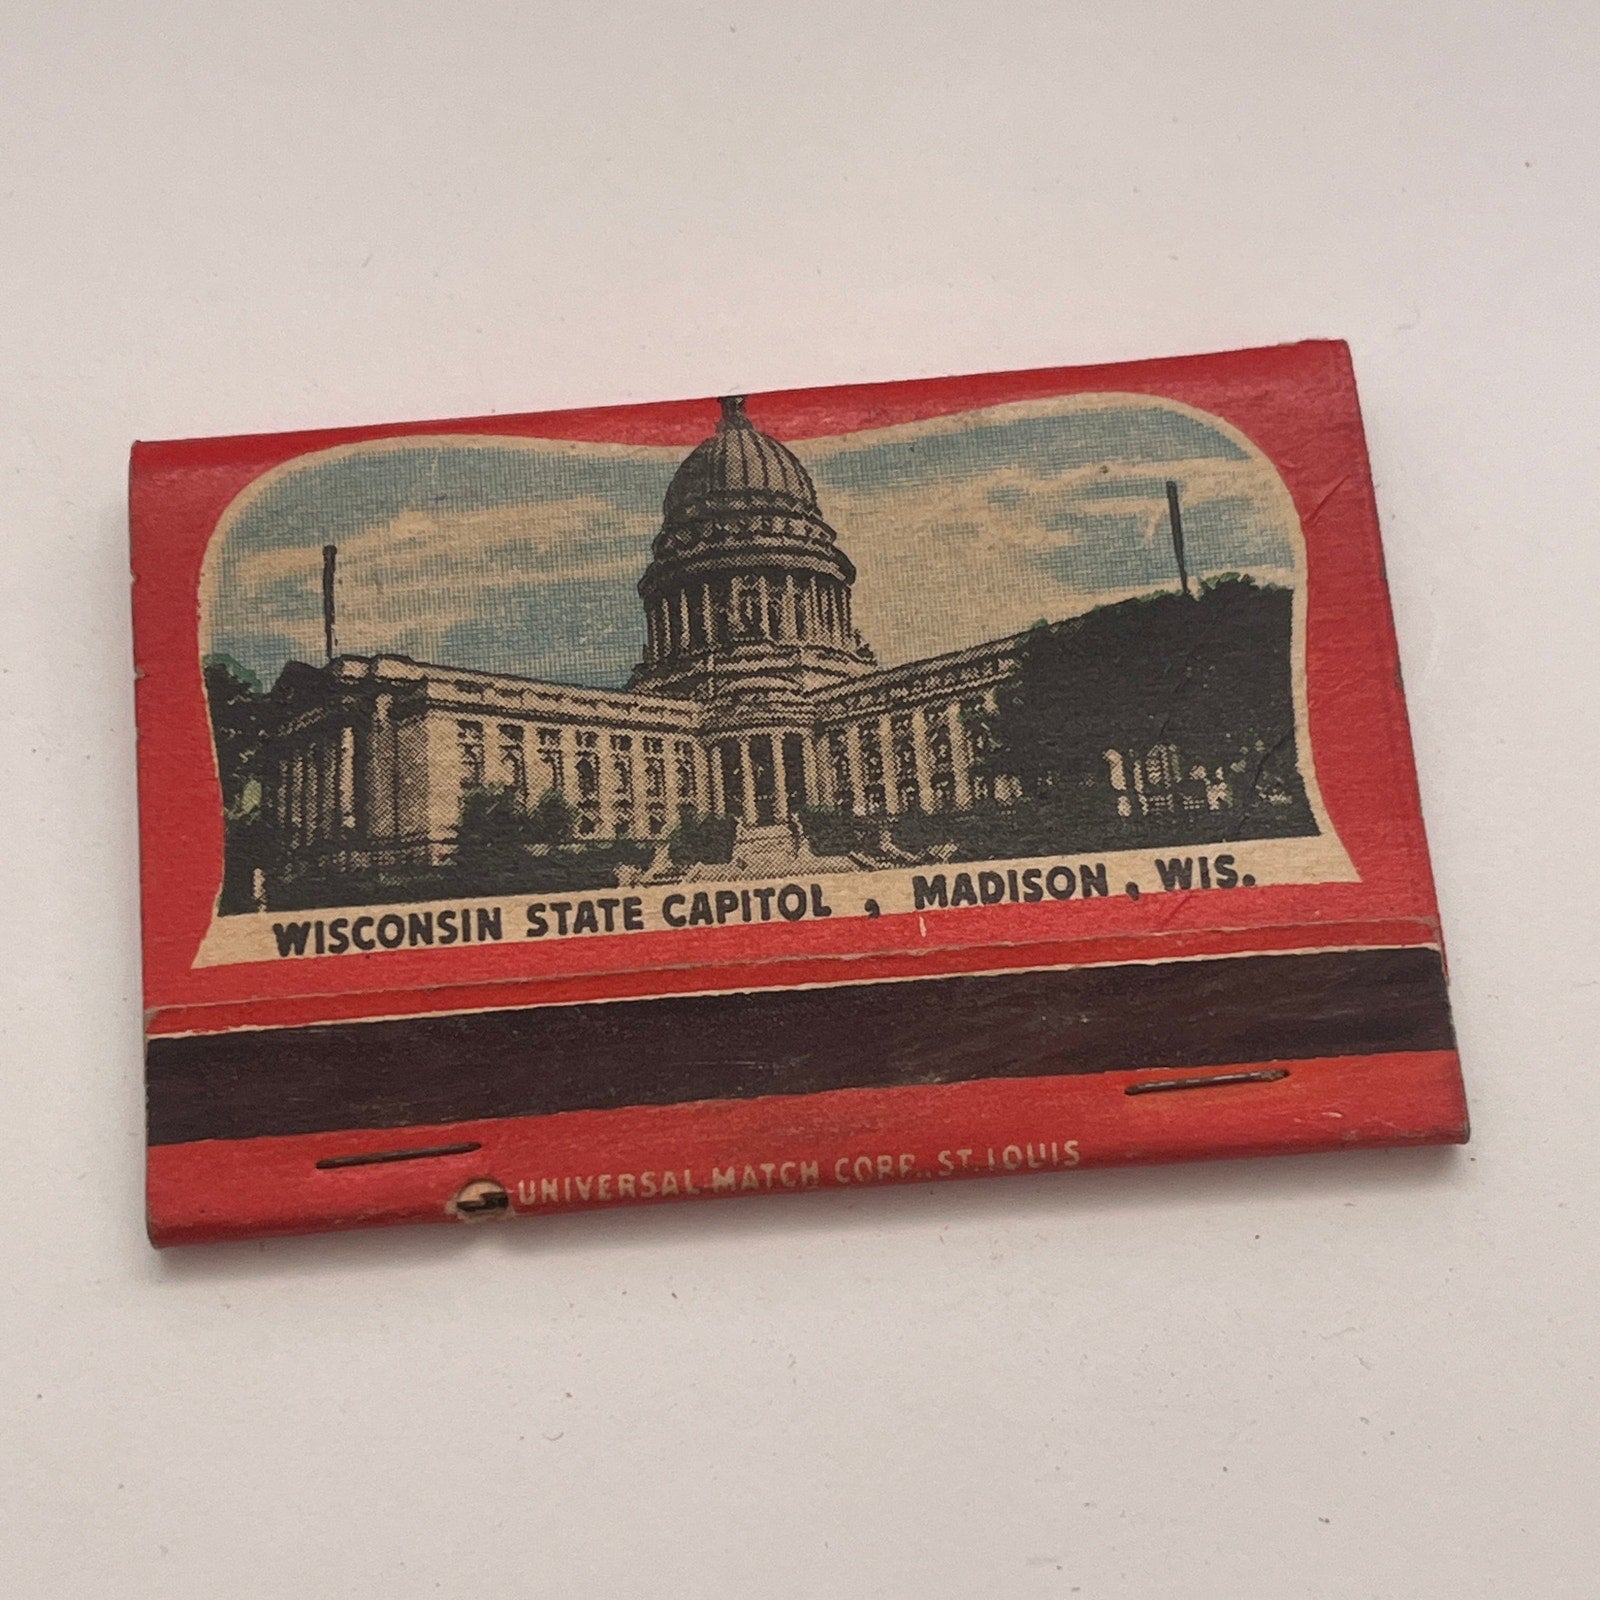 WISCONSIN STATE CAPITOL , MADISON , WIS.
UNIVERSAL MATCH CORP., ST. LOUIS